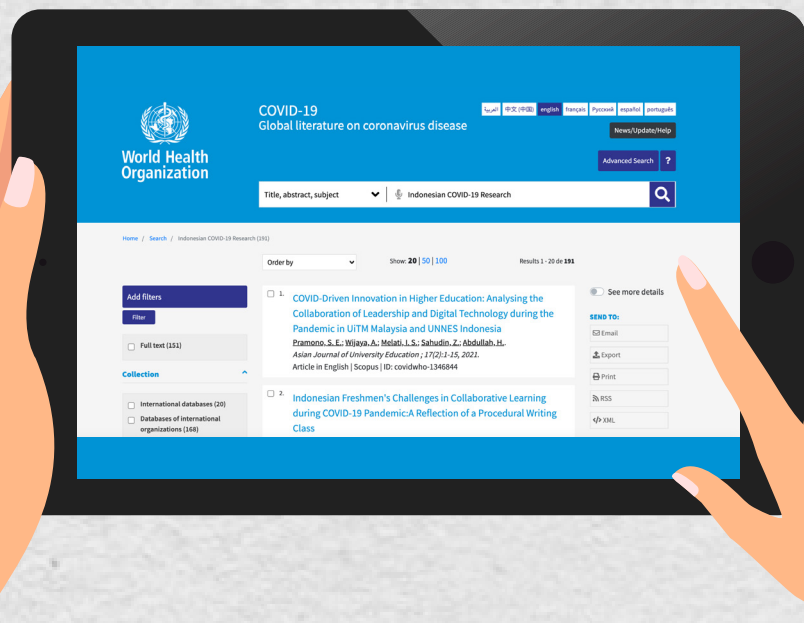 COVID-19
Global literature on coronavirus disease
العربية 中文 (中国) english français Русский español português
News/Update/Help
World Health
Organization
Advanced Search ?
Title, abstract, subject Indonesian COVID-19 Research
Home / Search / Indonesian COVID-19 Research (191)
Order by Show: 20 | 50 | 100 Results 1 - 20 de 191
Add filters
Filter
Full text (151)
Collection
International databases (20)
Databases of international
organizations (168)
1. COVID-Driven Innovation in Higher Education: Analysing the
Collaboration of Leadership and Digital Technology during the
Pandemic in UiTM Malaysia and UNNES Indonesia
Pramono, S. E.; Wijaya, A.; Melati, I. S.; Sahudin, Z.; Abdullah, H..
Asian Journal of University Education ; 17(2):1-15, 2021.
Article in English | Scopus | ID: covidwho-1346844
2. Indonesian Freshmen's Challenges in Collaborative Learning
during COVID-19 Pandemic:A Reflection of a Procedural Writing
Class
See more details
SEND TO:
Email
Export
Print
RSS
</> XML